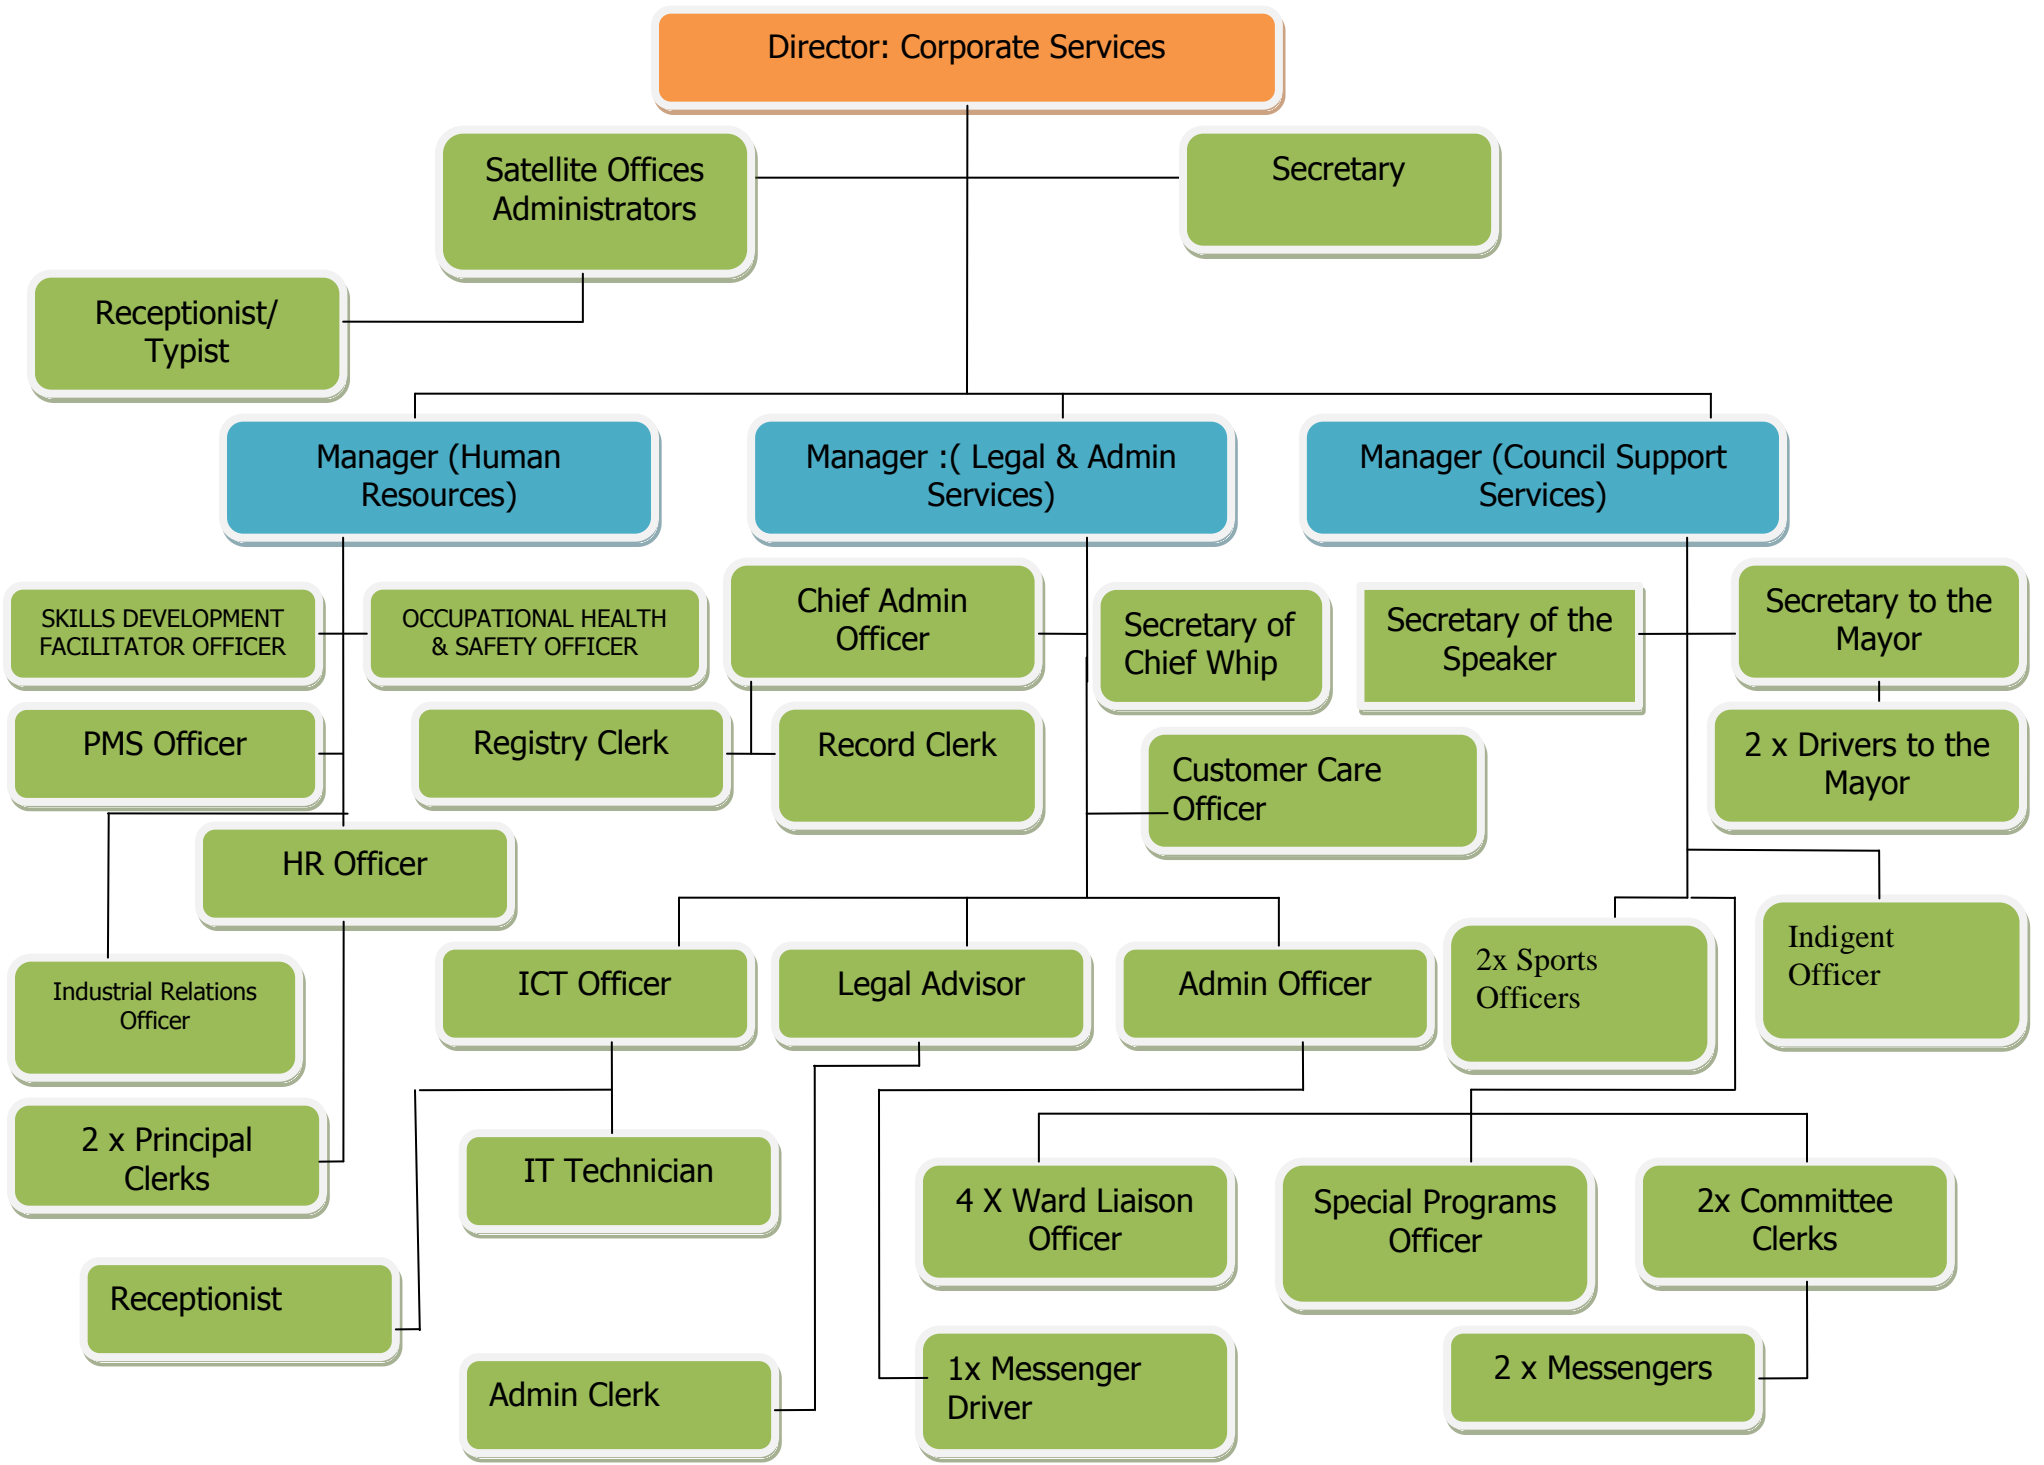 Director: Corporate Services
Satellite Offices
Administrators
Secretary
Receptionist/
Typist
Manager (Human
Resources)
Manager :( Legal & Admin
Services)
Manager (Council Support
Services)
SKILLS DEVELOPMENT
FACILITATOR OFFICER
OCCUPATIONAL HEALTH
& SAFETY OFFICER
Chief Admin
Officer
Secretary of
Chief Whip
Secretary of the
Speaker
Secretary to the
Mayor
PMS Officer
Registry Clerk
Record Clerk
Customer Care
Officer
2 x Drivers to the
Mayor
HR Officer
Industrial Relations
Officer
ICT Officer
Legal Advisor
Admin Officer
2x Sports
Officers
Indigent
Officer
2 x Principal
Clerks
IT Technician
4 X Ward Liaison
Officer
Special Programs
Officer
2x Committee
Clerks
Receptionist
Admin Clerk
1x Messenger
Driver
2 x Messengers